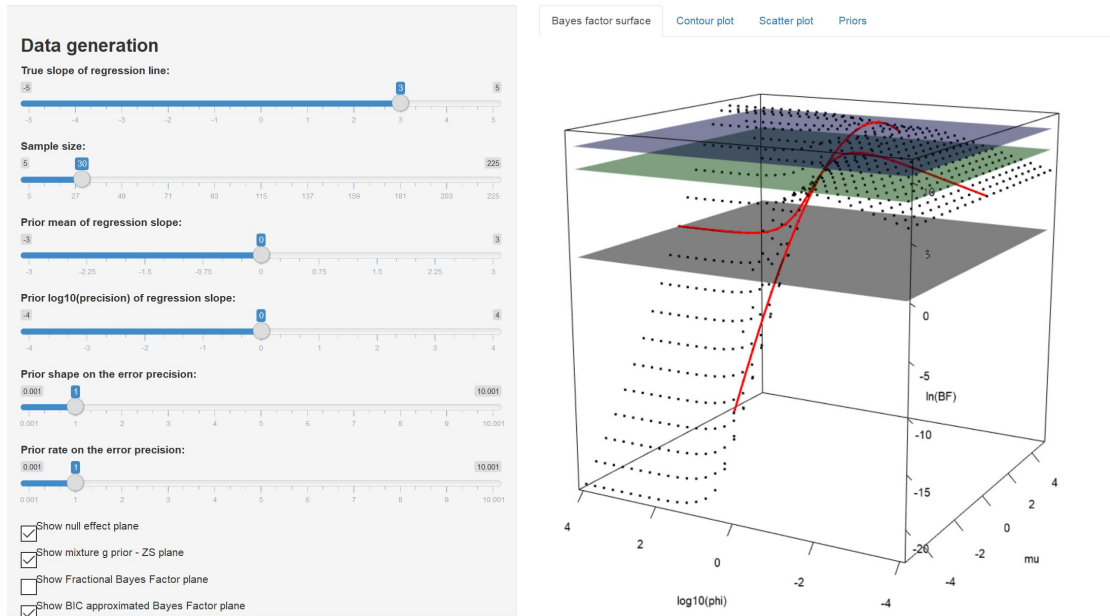 Data generation
True slope of regression line:
-5 3 5
-5 -4 -3 -2 -1 0 1 2 3 4 5
Sample size:
5 30 225
5 27 49 71 93 115 137 159 181 203 225
Prior mean of regression slope:
-3 0 3
-3 -2.25 -1.5 -0.75 0 0.75 1.5 2.25 3
Prior log10(precision) of regression slope:
-4 0 4
-4 -3 -2 -1 0 1 2 3 4
Prior shape on the error precision:
0.001 1 10.001
0.001 1 2 3 4 5 6 7 8 9 10.001
Prior rate on the error precision:
0.001 1 10.001
0.001 1 2 3 4 5 6 7 8 9 10.001
Show null effect plane
Show mixture g prior - ZS plane
Show Fractional Bayes Factor plane
Show BIC approximated Bayes Factor plane
Bayes factor surface Contour plot Scatter plot Priors
10
5
0
-5
ln(BF)
-10
-15
-20
4 2 0 -2 -4
log10(phi)
-4 -2 0 2 4
mu